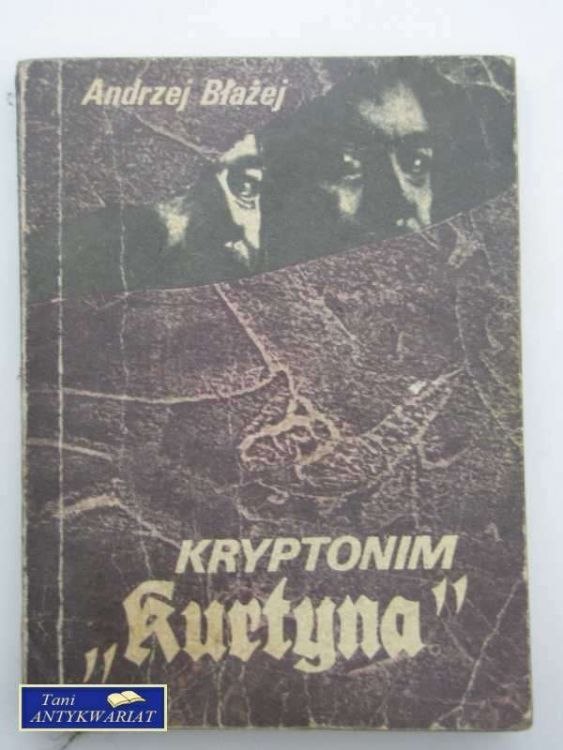 Andrzej Błażej
KRYPTONIM
„Kurtyna”
Tani
ANTYKWARIAT